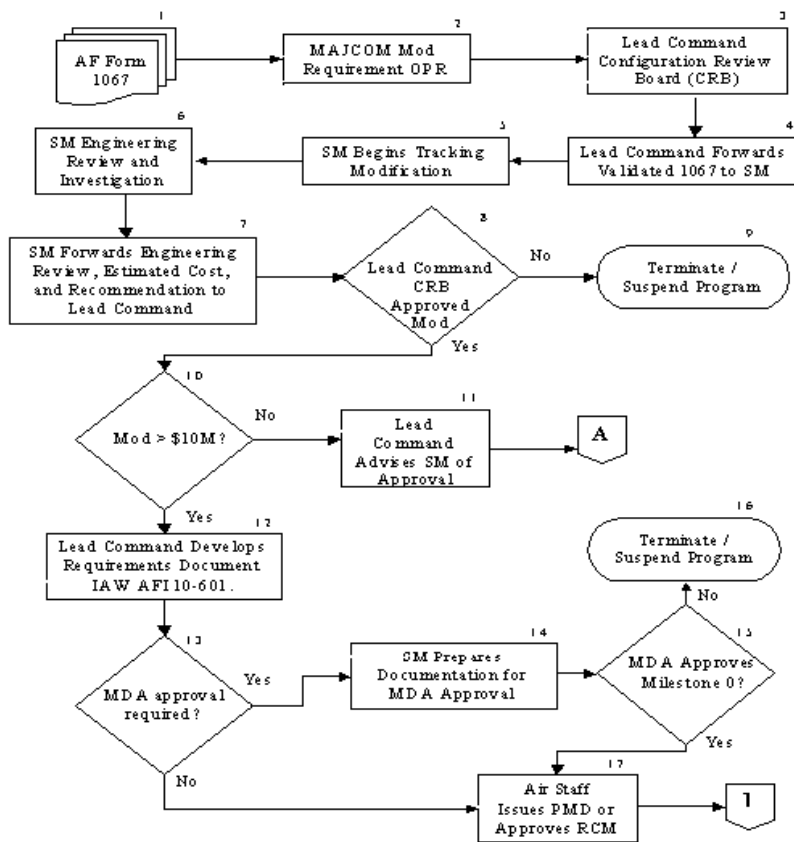 1
AF Form
1067
2
MAJCOM Mod
Requirement OPR
3
Lead Command
Configuration Review
Board (CRB)
4
Lead Command Forwards
Validated 1067 to SM
5
SM Begins Tracking
Modification
6
SM Engineering
Review and
Investigation
7
SM Forwards Engineering
Review, Estimated Cost,
and Recommendation to
Lead Command
8
Lead Command
CRB
Approved
Mod
No
9
Terminate /
Suspend Program
Yes
10
Mod > $10M?
No
11
Lead
Command
Advises SM of
Approval
A
Yes
12
Lead Command Develops
Requirements Document
IAW AFI 10-601.
13
MDA approval
required?
Yes
14
SM Prepares
Documentation for
MDA Approval
15
MDA Approves
Milestone 0?
No
16
Terminate /
Suspend Program
Yes
No
17
Air Staff
Issues PMD or
Approves RCM
1